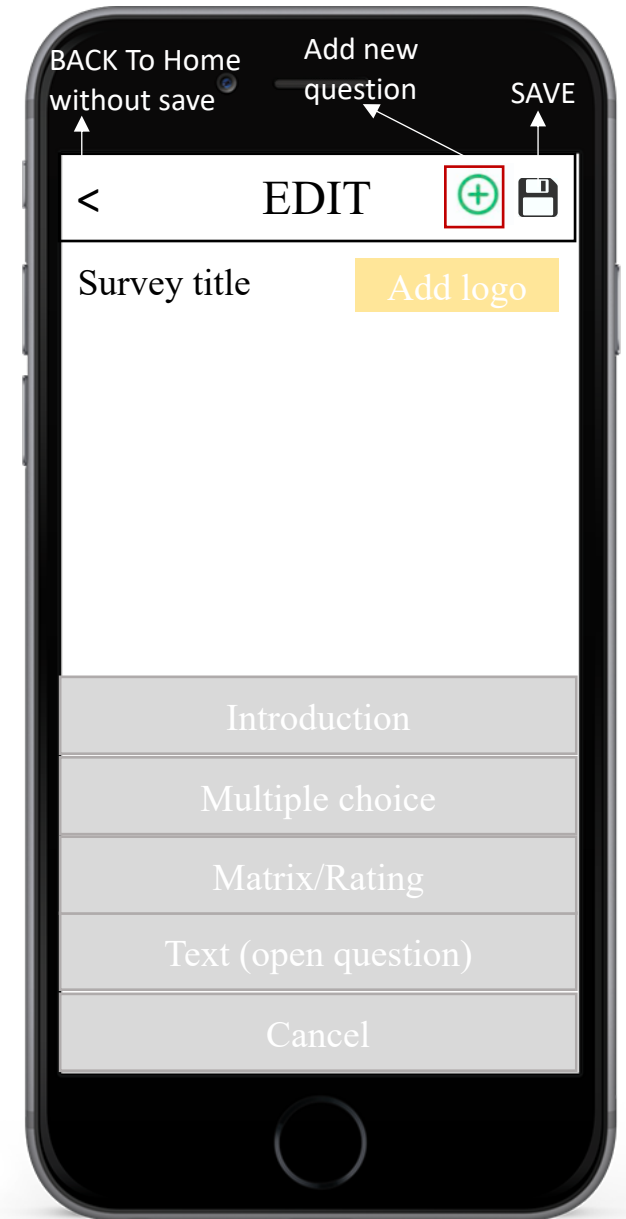 BACK To Home
without save
Add new
question
SAVE
<
EDIT
Survey title
Add logo
Introduction
Multiple choice
Matrix/Rating
Text (open question)
Cancel